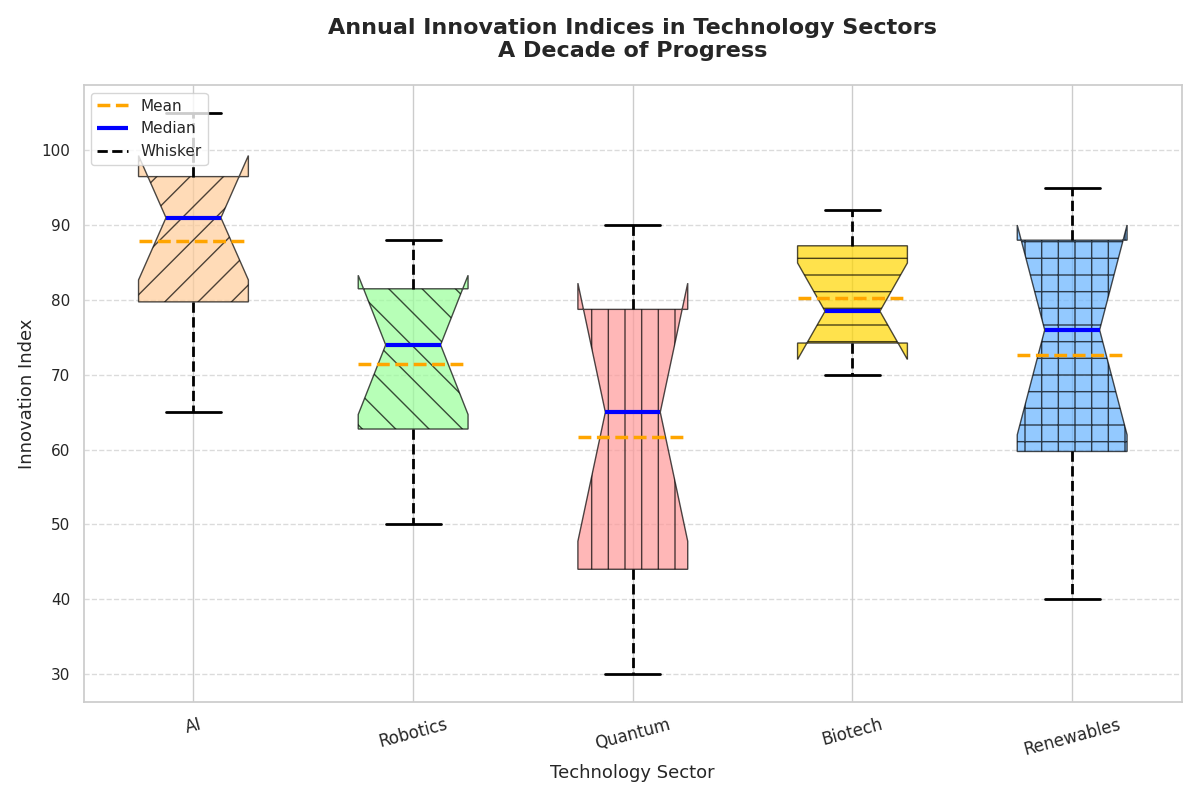 Annual Innovation Indices in Technology Sectors
A Decade of Progress
Mean
Median
Whisker
Innovation Index
100
90
80
70
60
50
40
30
AI
Robotics
Quantum
Biotech
Renewables
Technology Sector